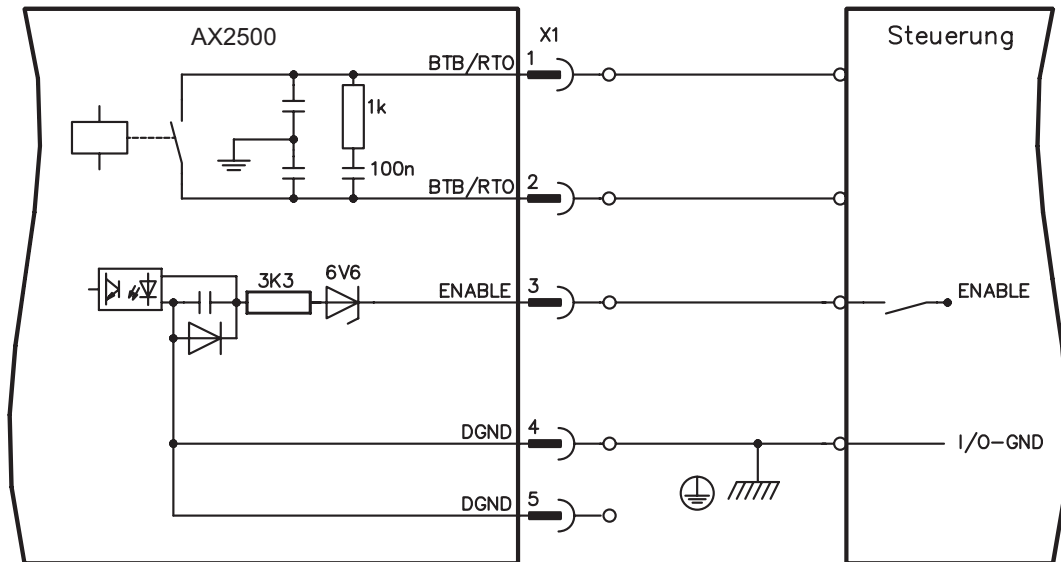 AX2500
X1
Steuerung
BTB/RTO
1
1k
100n
BTB/RTO
2
6V6
3K3
ENABLE
3
ENABLE
DGND
4
I/O-GND
DGND
5